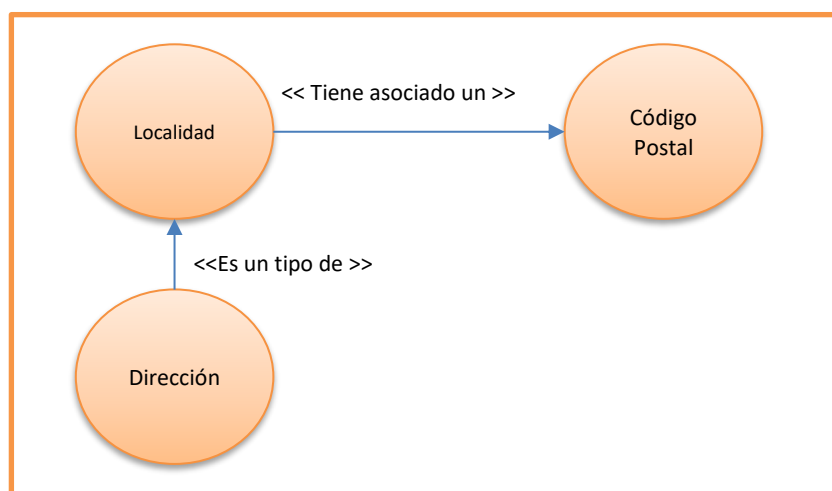 << Tiene asociado un >>
Localidad
Código
Postal
<<Es un tipo de >>
Dirección